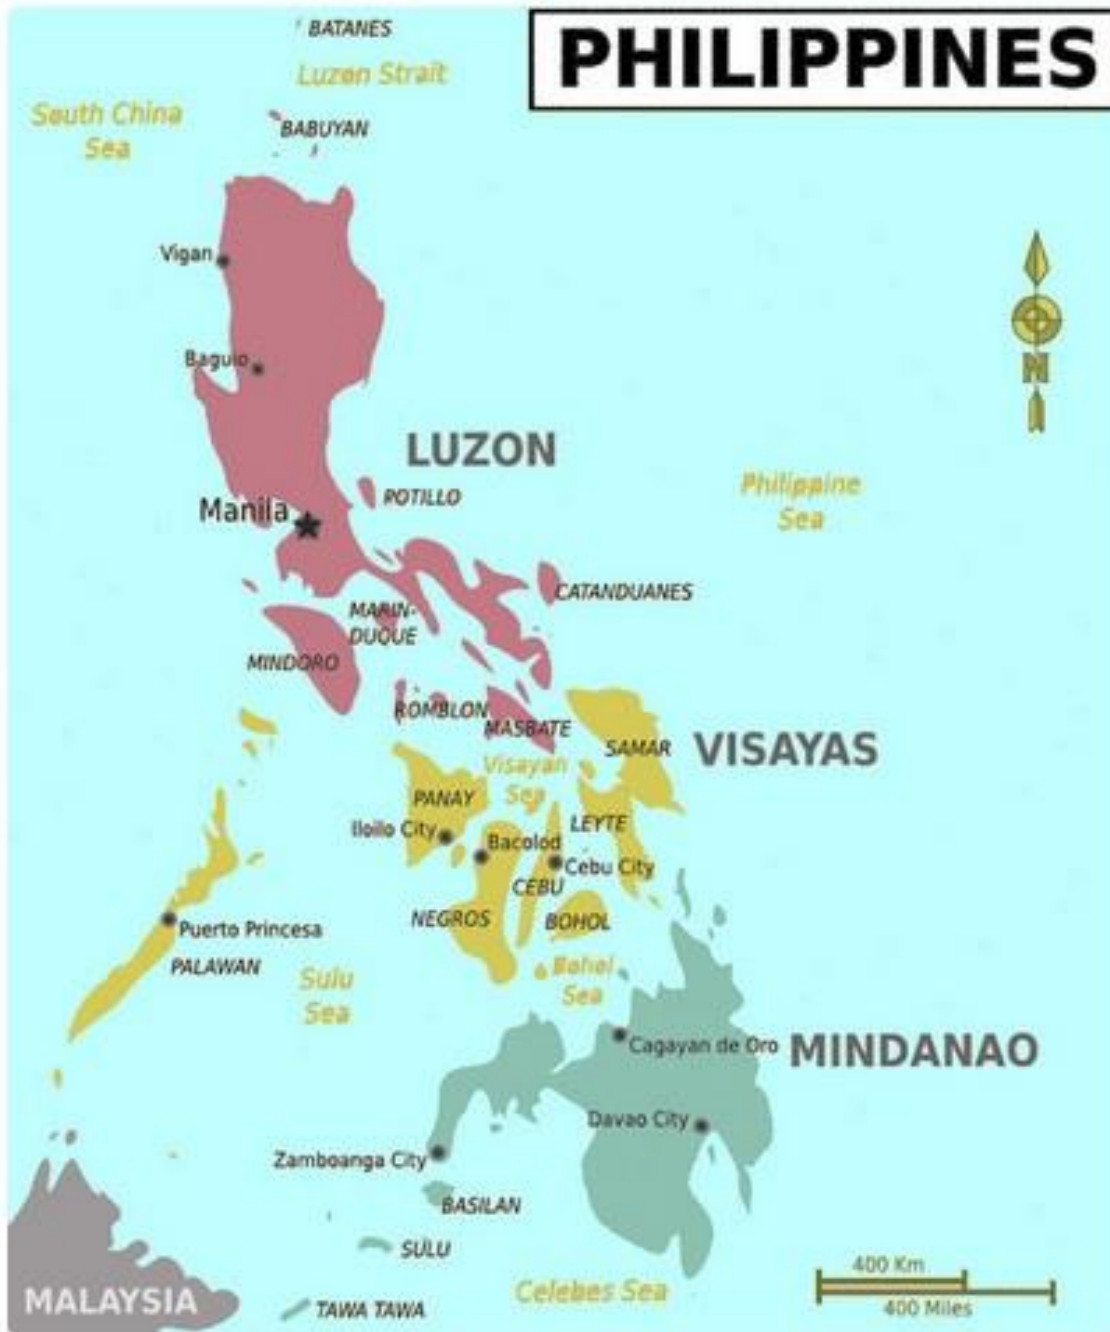 PHILIPPINES
BATANES
Luzon Strait
South China
Sea
BABUYAN
Vigan
Baguio
N
LUZON
Philippine
Sea
ROTILLO
Manila
CATANDUANES
MARIN-
DUQUE
MINDORO
ROMBLON
MASBATE
SAMAR
VISAYAS
Visayan
Sea
PANAY
Iloilo City
LEYTE
Bacolod
Cebu City
CEBU
NEGROS
BOHOL
Puerto Princesa
PALAWAN
Sulu
Sea
Bohol
Sea
Cagayan de Oro
MINDANAO
Davao City
Zamboanga City
BASILAN
SULU
Celebes Sea
400 Km
400 Miles
MALAYSIA
TAWA TAWA